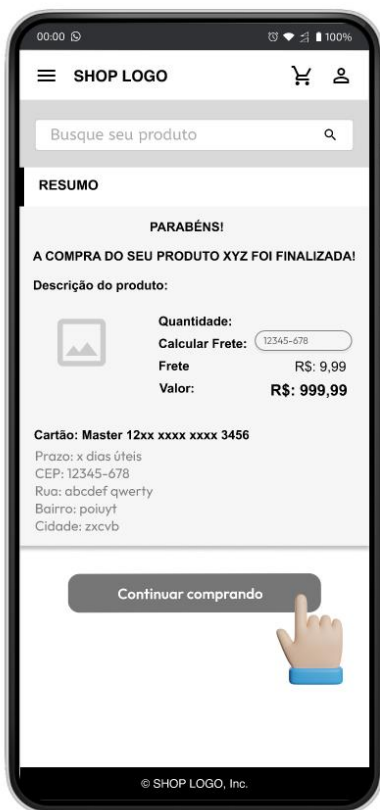 00:00 100%
SHOP LOGO
Busque seu produto
RESUMO
PARABÉNS!
A COMPRA DO SEU PRODUTO XYZ FOI FINALIZADA!
Descrição do produto:
Quantidade:
Calcular Frete: 12345-678
Frete R$: 9,99
Valor: R$: 999,99
Cartão: Master 12xx xxxx xxxx 3456
Prazo: x dias úteis
CEP: 12345-678
Rua: abcdef qwerty
Bairro: poiuyt
Cidade: zxcvb
Continuar comprando
© SHOP LOGO, Inc.